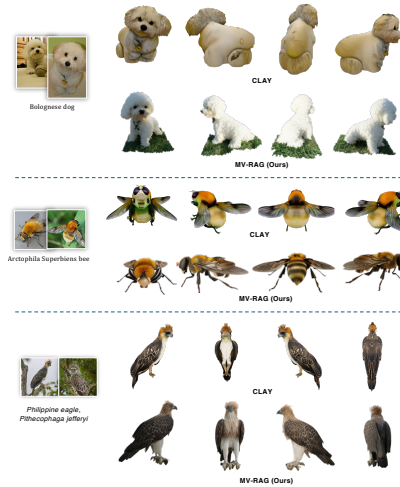 CLAY
Bolognese dog
MV-RAG (Ours)
CLAY
Arctophila Superbiens bee
MV-RAG (Ours)
CLAY
Philippine eagle,
Pithecophaga jefferyi
MV-RAG (Ours)